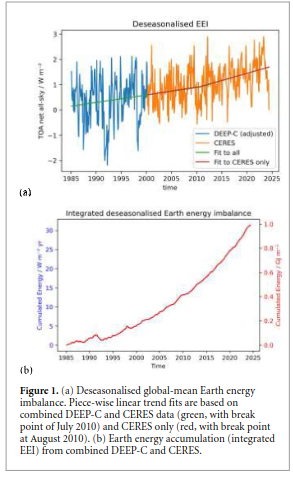 Deseasonalised EEI
TOA net all-sky / W m⁻²
3
2
1
0
−1
−2
DEEP-C (adjusted)
CERES
Fit to all
Fit to CERES only
1985 1990 1995 2000 2005 2010 2015 2020 2025
time
(a)
Integrated deseasonalised Earth energy imbalance
Cumulated Energy / W m⁻² yr
30
25
20
15
10
5
0
1.0
0.8
0.6
0.4
0.2
0.0
Cumulated Energy / GJ m⁻²
1985 1990 1995 2000 2005 2010 2015 2020 2025
Time
(b)
Figure 1. (a) Deseasonalised global-mean Earth energy
imbalance. Piece-wise linear trend fits are based on
combined DEEP-C and CERES data (green, with break
point of July 2010) and CERES only (red, with break point
at August 2010). (b) Earth energy accumulation (integrated
EEI) from combined DEEP-C and CERES.